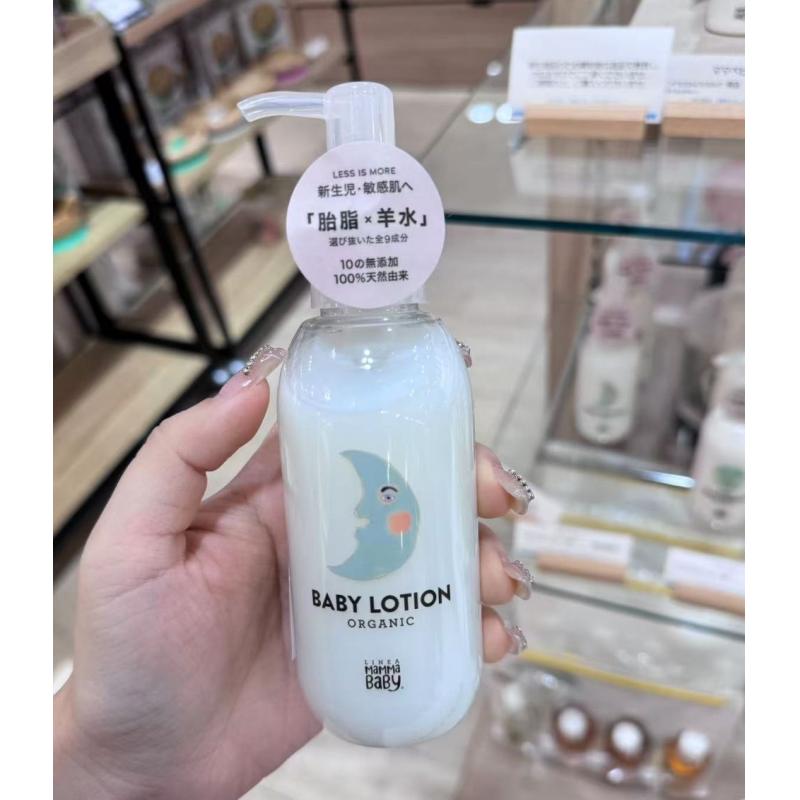 LESS IS MORE
新生児・敏感肌へ
「胎脂×羊水」
選び抜いた全9成分
10の無添加
100%天然由来
BABY LOTION
ORGANIC
LINEA
MaMMa
BaBY